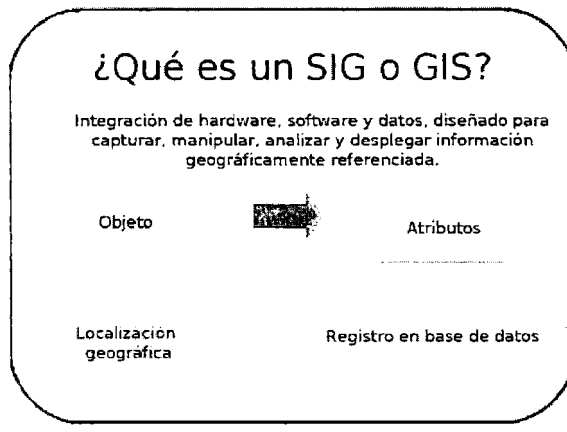 ¿Qué es un SIG o GIS?
Integración de hardware, software y datos, diseñado para
capturar, manipular, analizar y desplegar información
geográficamente referenciada.
Objeto
Atributos
Localización
geográfica
Registro en base de datos